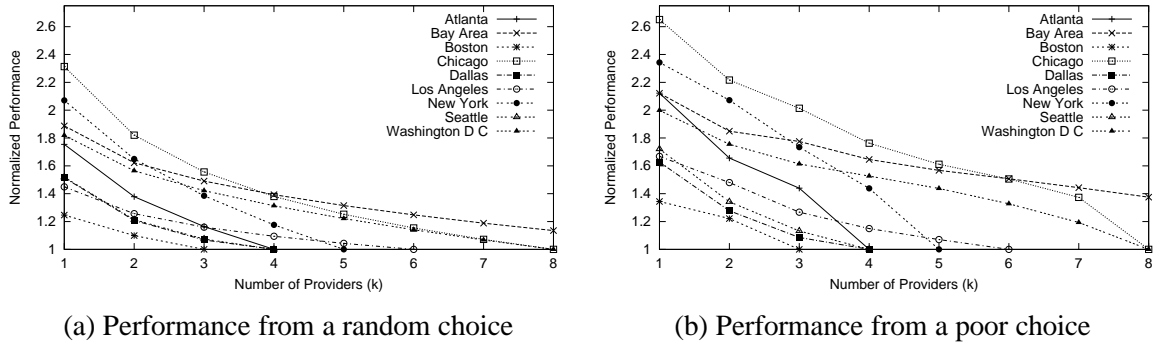 2.6
2.4
2.2
2
1.8
1.6
1.4
1.2
1
1 2 3 4 5 6 7 8
Normalized Performance
Number of Providers (k)
Atlanta
Bay Area
Boston
Chicago
Dallas
Los Angeles
New York
Seattle
Washington D C
(a) Performance from a random choice
2.6
2.4
2.2
2
1.8
1.6
1.4
1.2
1
1 2 3 4 5 6 7 8
Normalized Performance
Number of Providers (k)
Atlanta
Bay Area
Boston
Chicago
Dallas
Los Angeles
New York
Seattle
Washington D C
(b) Performance from a poor choice